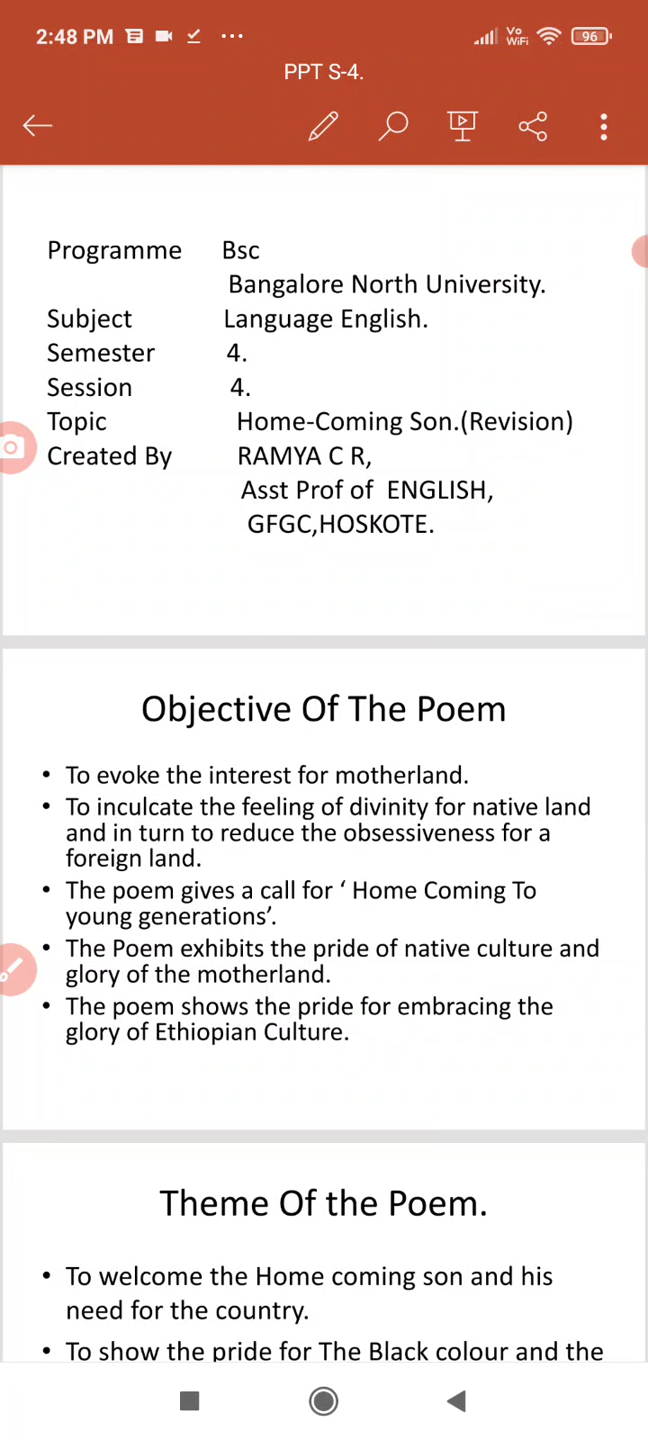 2:48 PM
Vo
WiFi
96
PPT S-4.
Programme Bsc
Bangalore North University.
Subject Language English.
Semester 4.
Session 4.
Topic Home-Coming Son.(Revision)
Created By RAMYA C R,
Asst Prof of ENGLISH,
GFGC,HOSKOTE.
Objective Of The Poem
• To evoke the interest for motherland.
• To inculcate the feeling of divinity for native land
and in turn to reduce the obsessiveness for a
foreign land.
• The poem gives a call for ‘ Home Coming To
young generations’.
• The Poem exhibits the pride of native culture and
glory of the motherland.
• The poem shows the pride for embracing the
glory of Ethiopian Culture.
Theme Of the Poem.
• To welcome the Home coming son and his
need for the country.
• To show the pride for The Black colour and the